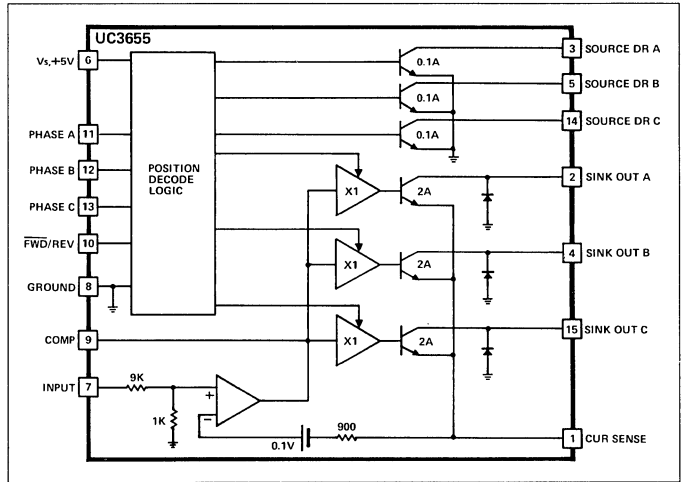 UC3655
Vs,+5V 6
PHASE A 11
PHASE B 12
PHASE C 13
FWD/REV 10
GROUND 8
COMP 9
INPUT 7
POSITION
DECODE
LOGIC
9K
1K
+
−
0.1V
900
X1
X1
X1
0.1A
0.1A
0.1A
2A
2A
2A
3 SOURCE DR A
5 SOURCE DR B
14 SOURCE DR C
2 SINK OUT A
4 SINK OUT B
15 SINK OUT C
1 CUR SENSE